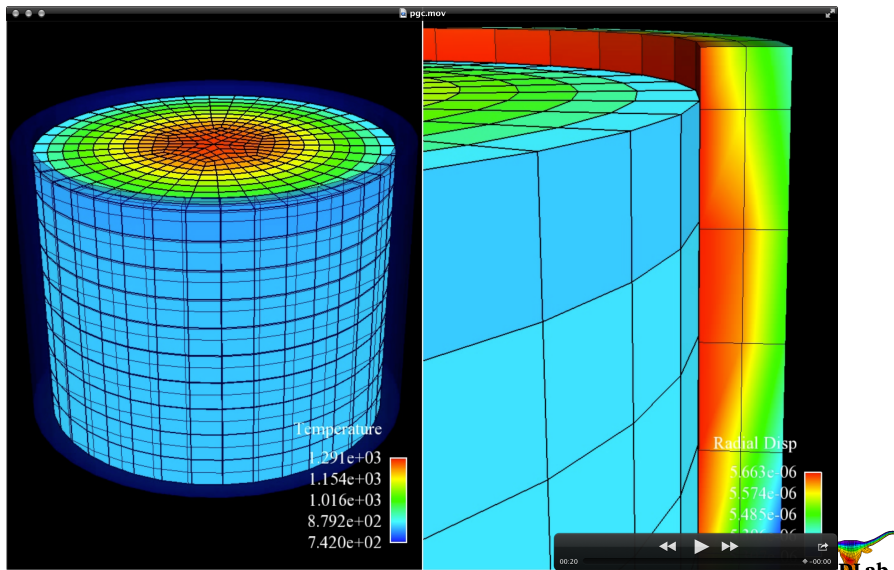 pgc.mov
Temperature
1.291e+03
1.154e+03
1.016e+03
8.792e+02
7.420e+02
Radial Disp
5.663e-06
5.574e-06
5.485e-06
00:20
-00:00